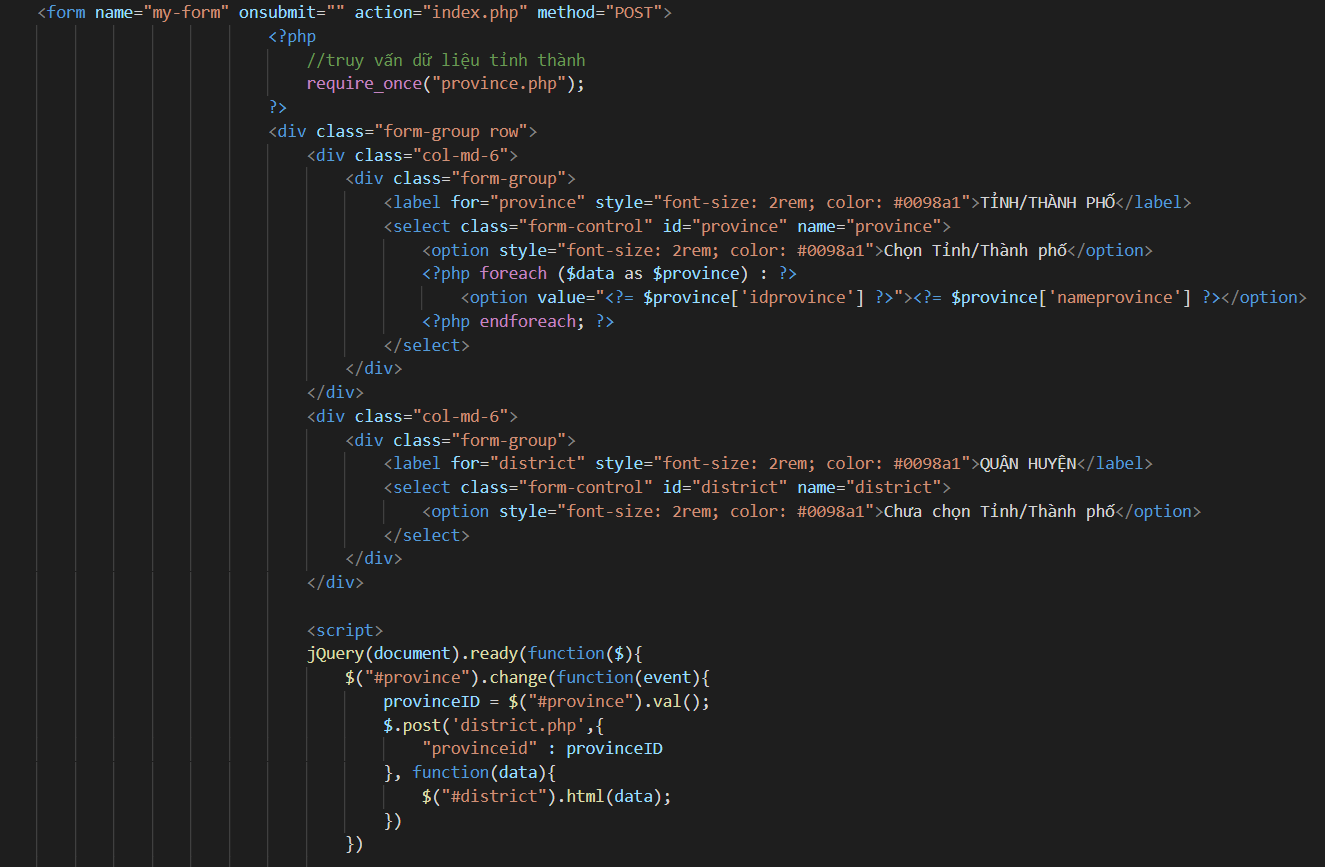 <form name="my-form" onsubmit="" action="index.php" method="POST">
<?php
//truy vấn dữ liệu tỉnh thành
require_once("province.php");
?>
<div class="form-group row">
<div class="col-md-6">
<div class="form-group">
<label for="province" style="font-size: 2rem; color: #0098a1">TỈNH/THÀNH PHỐ</label>
<select class="form-control" id="province" name="province">
<option style="font-size: 2rem; color: #0098a1">Chọn Tỉnh/Thành phố</option>
<?php foreach ($data as $province) : ?>
<option value="<?= $province['idprovince'] ?>"><?= $province['nameprovince'] ?></option>
<?php endforeach; ?>
</select>
</div>
</div>
<div class="col-md-6">
<div class="form-group">
<label for="district" style="font-size: 2rem; color: #0098a1">QUẬN HUYỆN</label>
<select class="form-control" id="district" name="district">
<option style="font-size: 2rem; color: #0098a1">Chưa chọn Tỉnh/Thành phố</option>
</select>
</div>
</div>
<script>
jQuery(document).ready(function($){
$("#province").change(function(event){
provinceID = $("#province").val();
$.post('district.php',{
"provinceid" : provinceID
}, function(data){
$("#district").html(data);
})
})